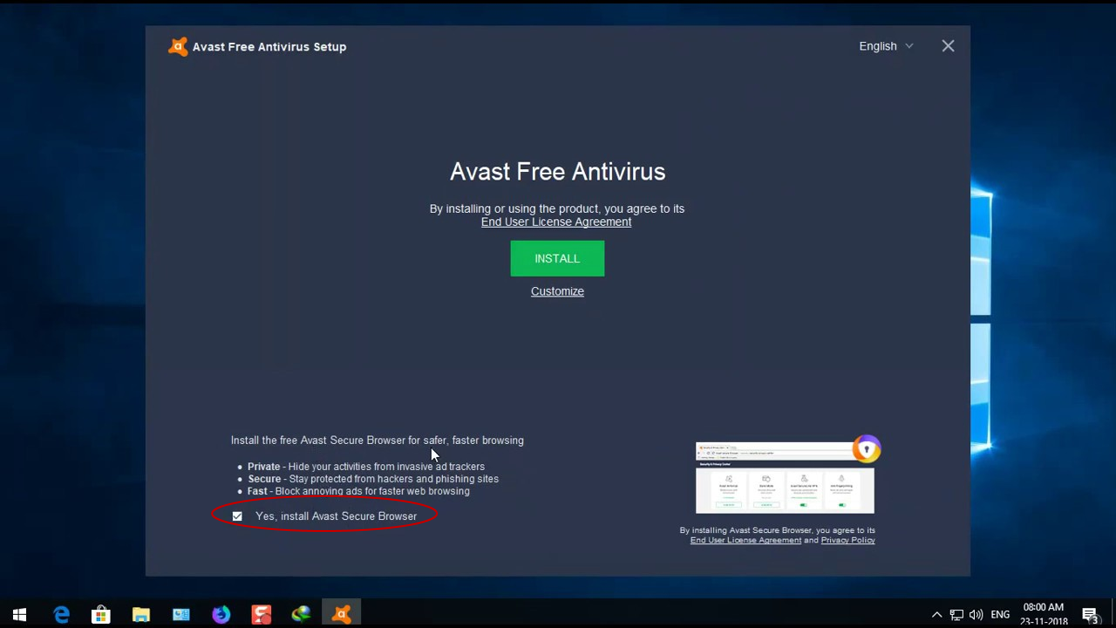 Avast Free Antivirus Setup
English
Avast Free Antivirus
By installing or using the product, you agree to its
End User License Agreement
INSTALL
Customize
Install the free Avast Secure Browser for safer, faster browsing
• Private - Hide your activities from invasive ad trackers
• Secure - Stay protected from hackers and phishing sites
• Fast - Block annoying ads for faster web browsing
Yes, install Avast Secure Browser
By installing Avast Secure Browser, you agree to its
End User License Agreement and Privacy Policy
ENG
08:00 AM
23-11-2018
3